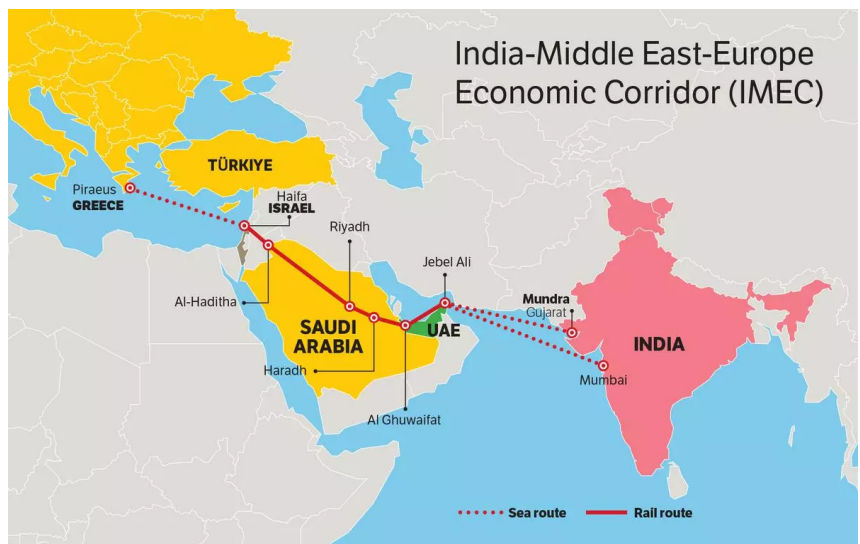 India-Middle East-Europe
Economic Corridor (IMEC)
TÜRKIYE
Piraeus
GREECE
Haifa
ISRAEL
Riyadh
Jebel Ali
Al-Haditha
Mundra
Gujarat
SAUDI
ARABIA
UAE
INDIA
Haradh
Mumbai
Al Ghuwaifat
Sea route
Rail route